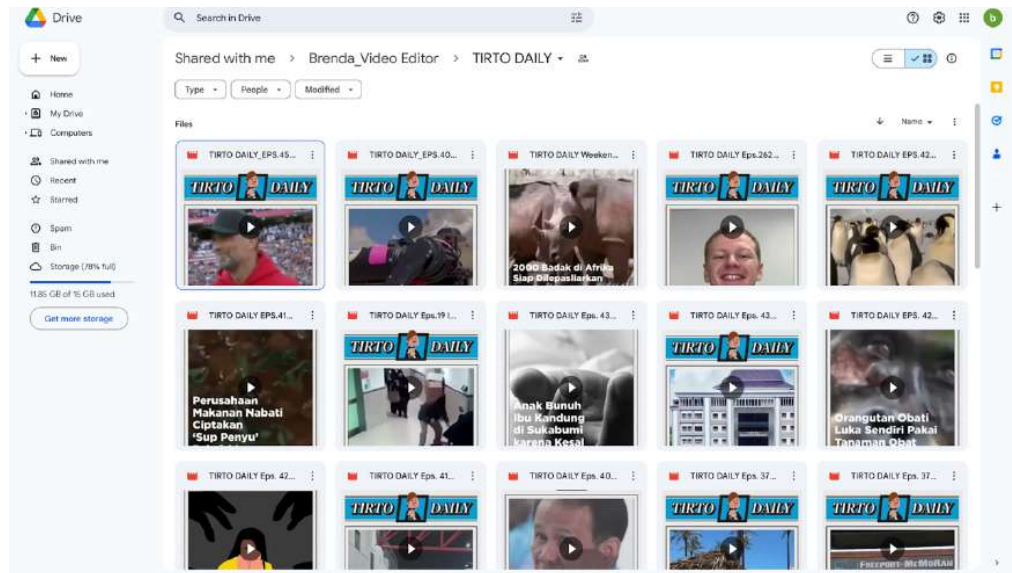 Drive
Search in Drive
b
New
Shared with me > Brenda_Video Editor > TIRTO DAILY
Type
People
Modified
Home
My Drive
Computers
Shared with me
Recent
Starred
Spam
Bin
Storage (78% full)
11.86 GB of 15 GB used
Get more storage
Files
Name
TIRTO DAILY_EPS.45...
TIRTO DAILY_EPS.40...
TIRTO DAILY Weeken...
TIRTO DAILY Eps.262...
TIRTO DAILY EPS.42...
TIRTO DAILY
TIRTO DAILY
2000 Badak di Afrika
Siap Dilepasliarkan
TIRTO DAILY
TIRTO DAILY
TIRTO DAILY EPS.41...
TIRTO DAILY Eps.19 I...
TIRTO DAILY Eps. 43...
TIRTO DAILY Eps. 43...
TIRTO DAILY EPS. 42...
Perusahaan
Makanan Nabati
Ciptakan
'Sup Penyu'
TIRTO DAILY
Anak Bunuh
Ibu Kandung
di Sukabumi
karena Kesal
TIRTO DAILY
Orangutan Obati
Luka Sendiri Pakai
Tanaman Obat
TIRTO DAILY Eps. 42...
TIRTO DAILY Eps. 41...
TIRTO DAILY Eps. 40...
TIRTO DAILY Eps. 37...
TIRTO DAILY Eps. 37...
TIRTO DAILY
TIRTO DAILY
TIRTO DAILY
FREEPORT-MCMORAN